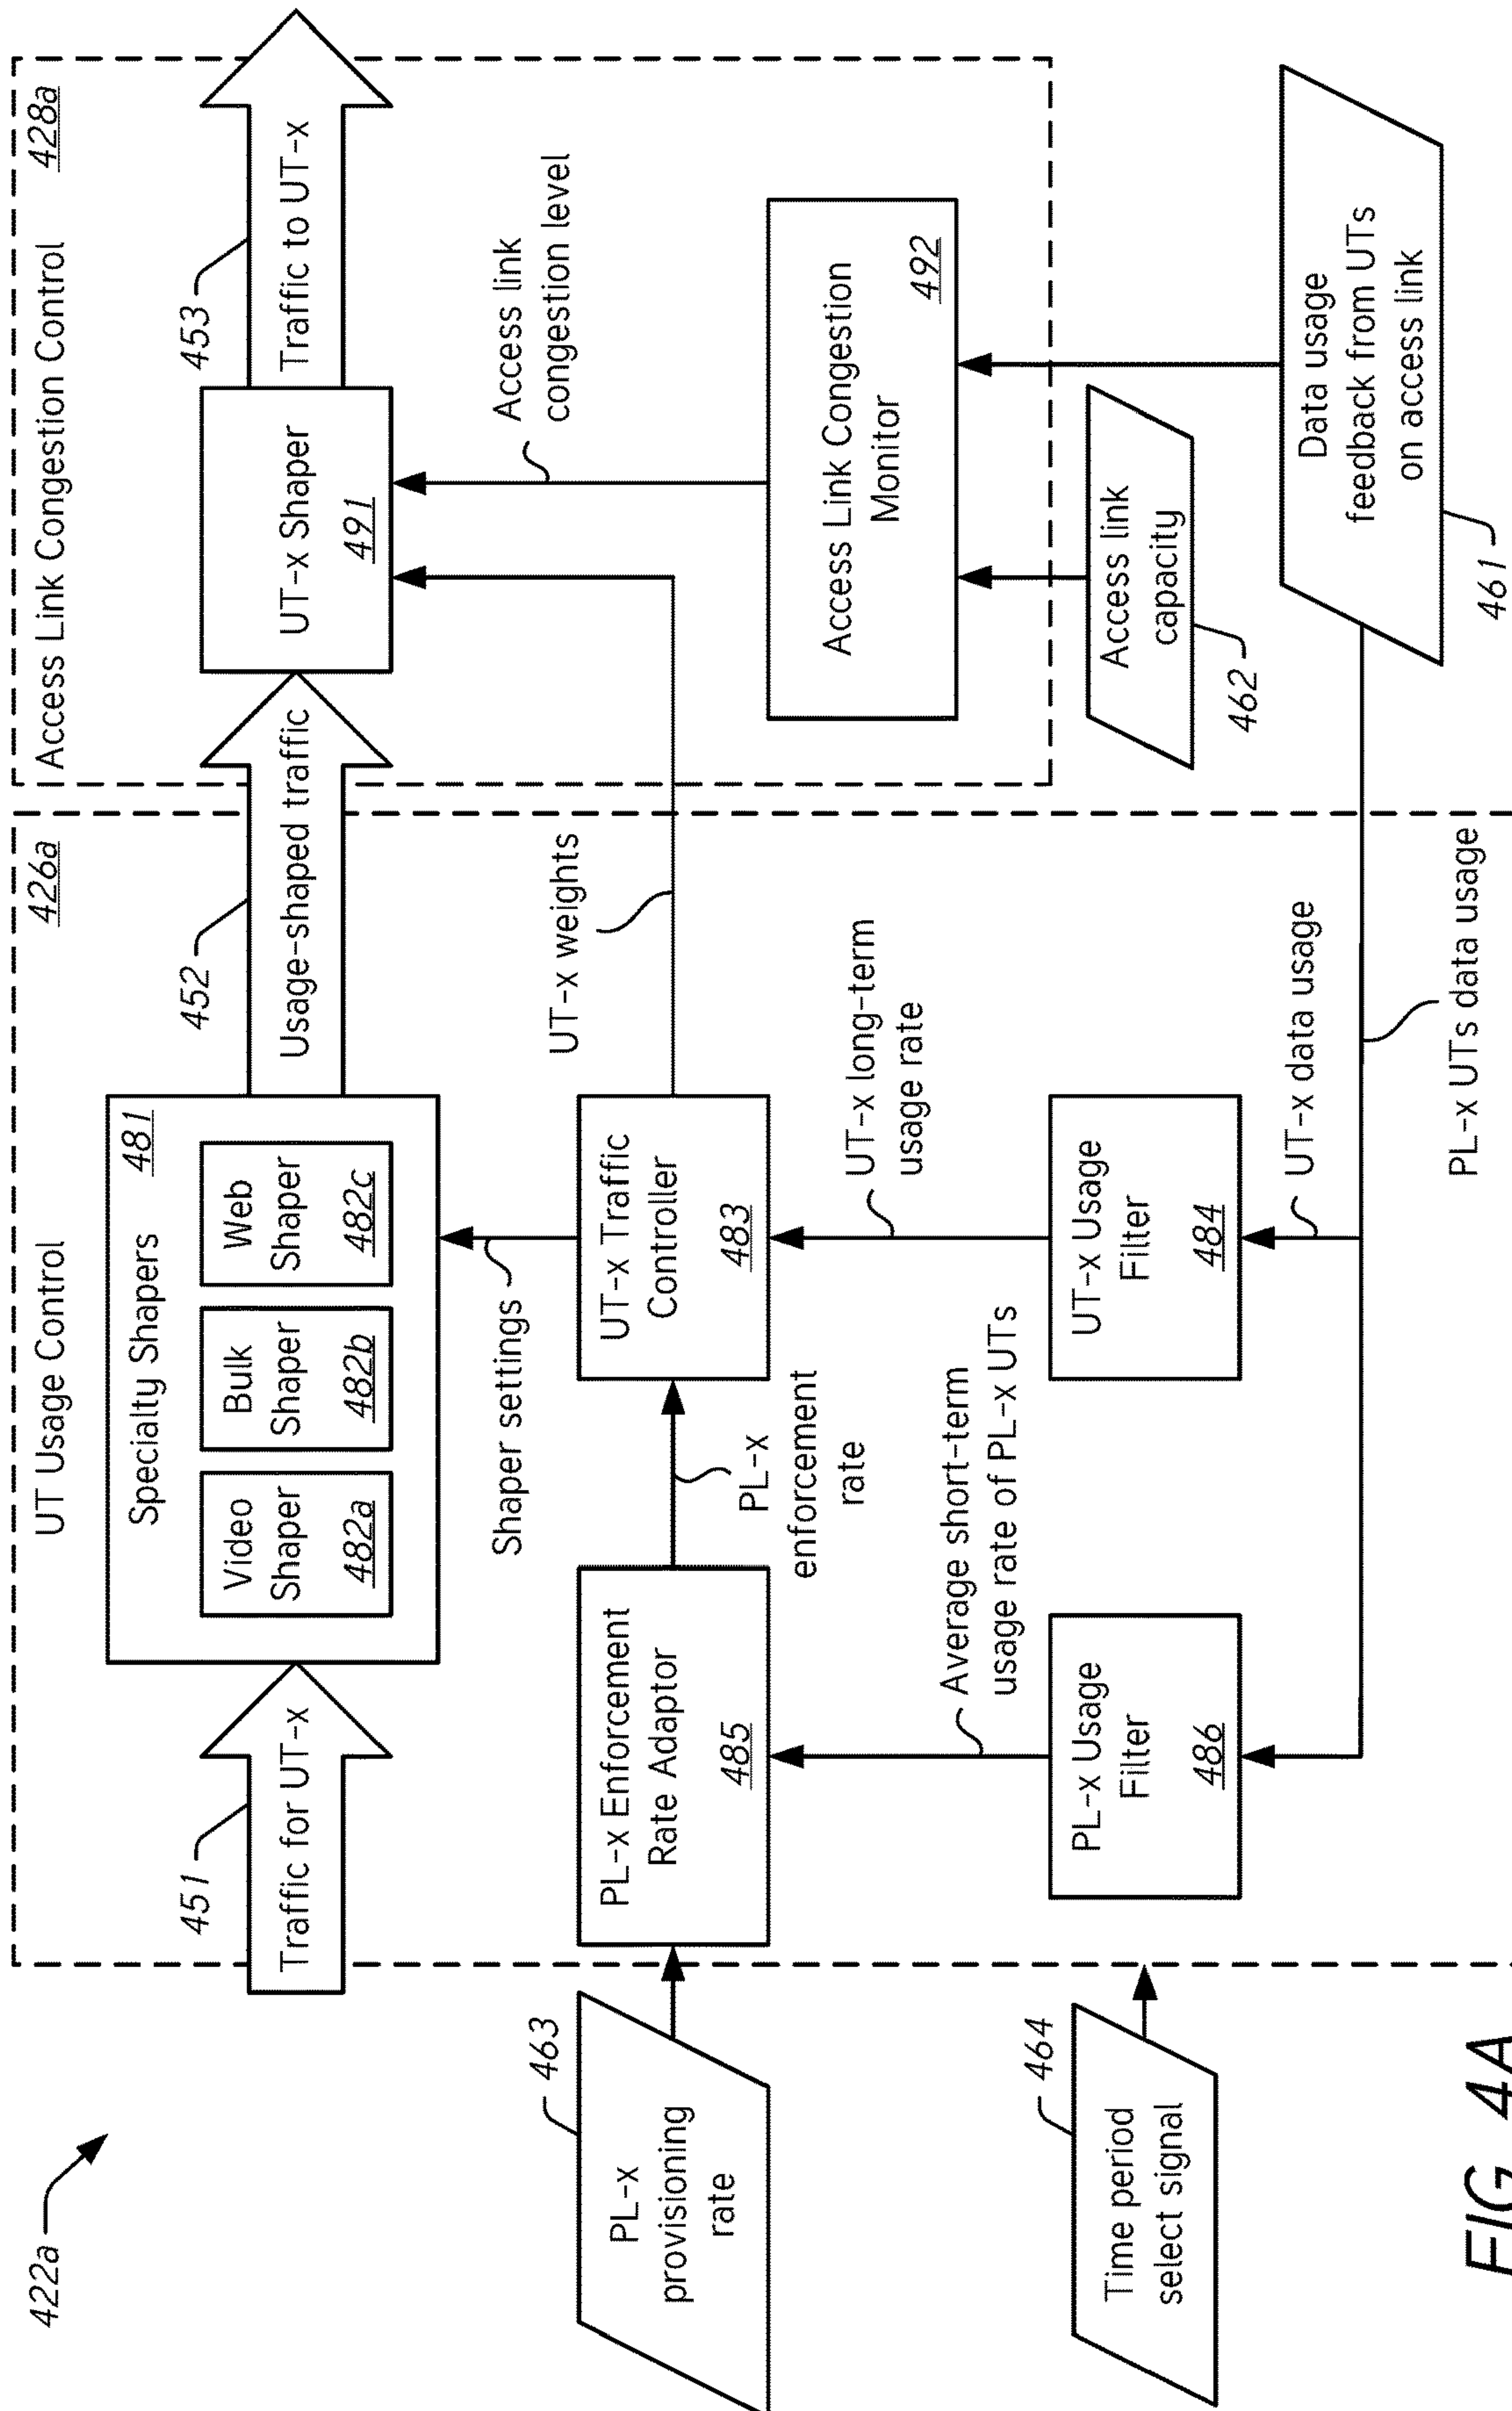 422a
UT Usage Control
426a
Access Link Congestion Control
428a
451
Traffic for UT-x
Specialty Shapers
481
Video
Shaper
482a
Bulk
Shaper
482b
Web
Shaper
482c
452
Usage-shaped traffic
UT-x Shaper
491
453
Traffic to UT-x
Shaper settings
UT-x weights
Access link
congestion level
463
PL-x
provisioning
rate
PL-x Enforcement
Rate Adaptor
485
PL-x
enforcement
rate
UT-x Traffic
Controller
483
Access Link Congestion
Monitor
492
Average short-term
usage rate of PL-x UTs
UT-x long-term
usage rate
464
Time period
select signal
PL-x Usage
Filter
486
UT-x Usage
Filter
484
Access link
capacity
462
UT-x data usage
PL-x UTs data usage
Data usage
feedback from UTs
on access link
461
FIG. 4A